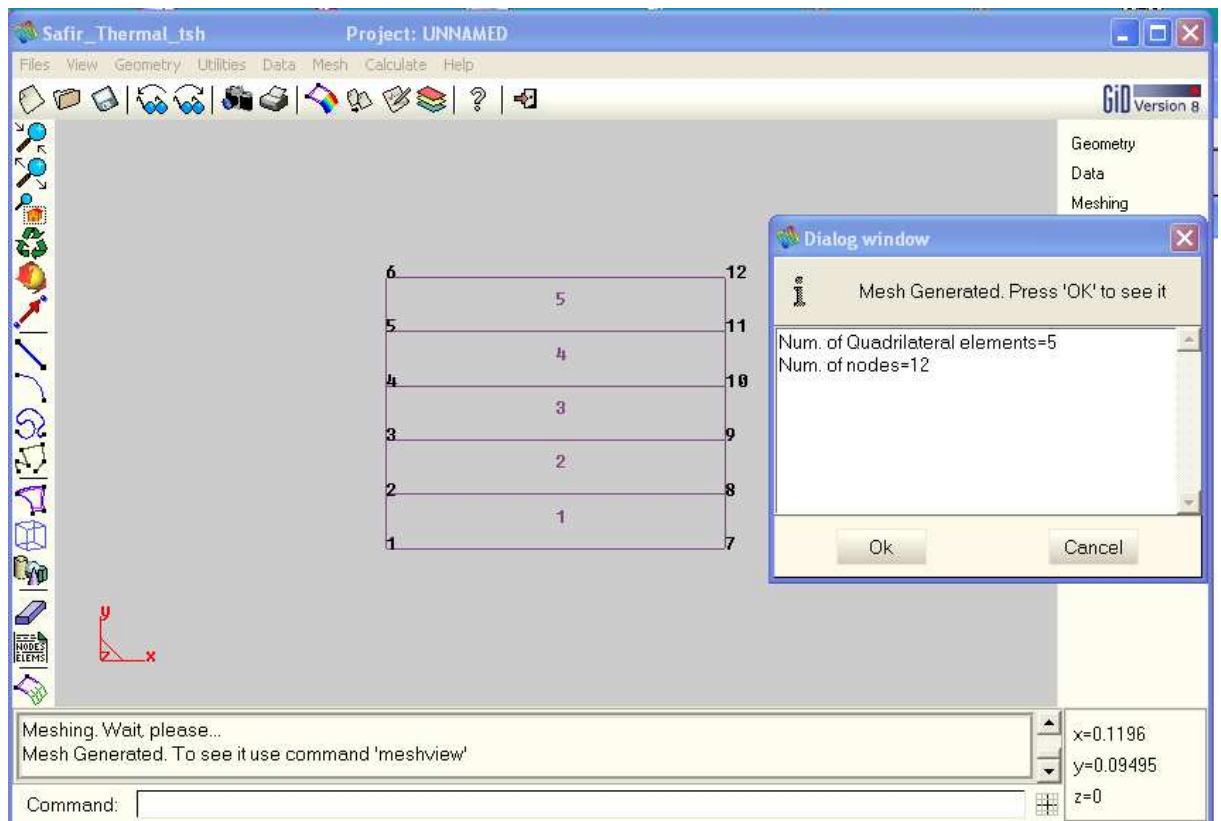 Safir_Thermal_tsh Project: UNNAMED
Files View Geometry Utilities Data Mesh Calculate Help
GiD Version 8
Geometry
Data
Meshing
Dialog window
Mesh Generated. Press 'OK' to see it
Num. of Quadrilateral elements=5
Num. of nodes=12
Ok Cancel
6 12
5
5 11
4
4 10
3
3 9
2
2 8
1
1 7
y
z x
NODES
ELEMS
Meshing. Wait, please...
Mesh Generated. To see it use command 'meshview'
Command:
x=0.1196
y=0.09495
z=0